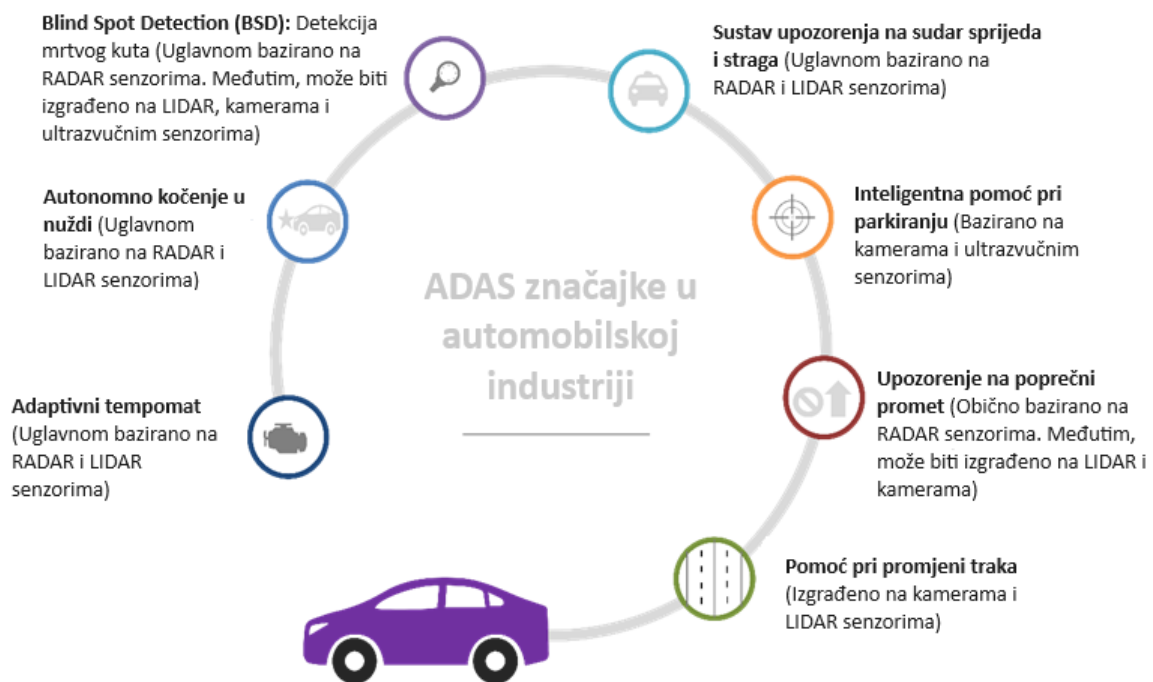 Blind Spot Detection (BSD): Detekcija
mrtvog kuta (Uglavnom bazirano na
RADAR senzorima. Međutim, može biti
izgrađeno na LIDAR, kamerama i
ultrazvučnim senzorima)
Sustav upozorenja na sudar sprijeda
i straga (Uglavnom bazirano na
RADAR i LIDAR senzorima)
Autonomno kočenje u
nuždi (Uglavnom
bazirano na RADAR i
LIDAR senzorima)
Inteligentna pomoć pri
parkiranju (Bazirano na
kamerama i ultrazvučnim
senzorima)
ADAS značajke u
automobilskoj
industriji
Adaptivni tempomat
(Uglavnom bazirano na
RADAR i LIDAR
senzorima)
Upozorenje na poprečni
promet (Obično bazirano na
RADAR senzorima. Međutim,
može biti izgrađeno na LIDAR i
kamerama)
Pomoć pri promjeni traka
(Izgrađeno na kamerama i
LIDAR senzorima)